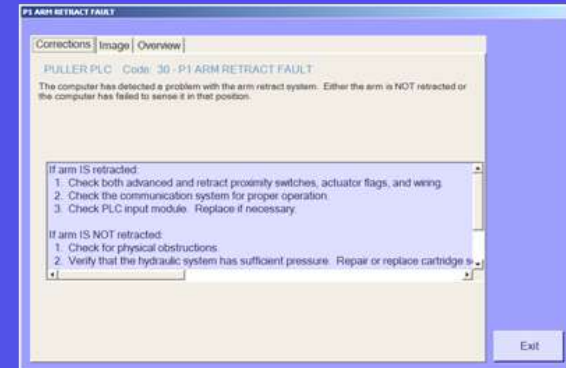 P1 ARM RETRACT FAULT
Corrections Image Overview
PULLER PLC Code: 30 - P1 ARM RETRACT FAULT
The computer has detected a problem with the arm retract system. Either the arm is NOT retracted or
the computer has failed to sense it in that position.
If arm IS retracted:
1. Check both advanced and retract proximity switches, actuator flags, and wiring.
2. Check the communication system for proper operation.
3. Check PLC input module. Replace if necessary.
If arm IS NOT retracted:
1. Check for physical obstructions.
2. Verify that the hydraulic system has sufficient pressure. Repair or replace cartridge
Exit